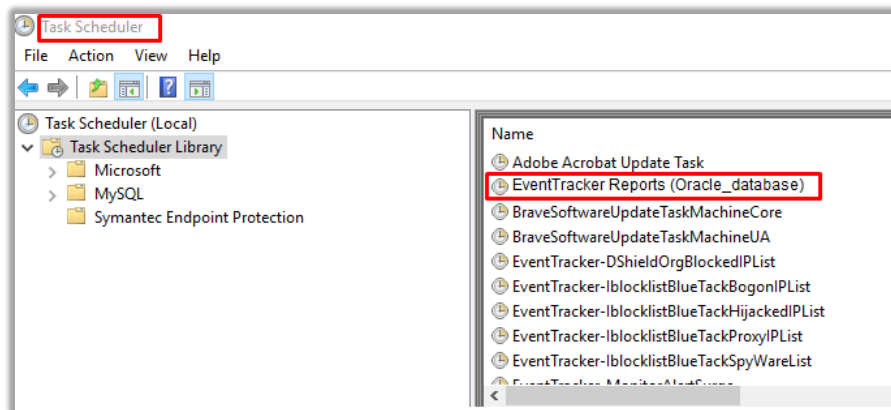 Task Scheduler
File Action View Help
Task Scheduler (Local)
Task Scheduler Library
Microsoft
MySQL
Symantec Endpoint Protection
Name
Adobe Acrobat Update Task
EventTracker Reports (Oracle_database)
BraveSoftwareUpdateTaskMachineCore
BraveSoftwareUpdateTaskMachineUA
EventTracker-DShieldOrgBlockedIPList
EventTracker-IblocklistBlueTackBogonIPList
EventTracker-IblocklistBlueTackHijackedIPList
EventTracker-IblocklistBlueTackProxyIPList
EventTracker-IblocklistBlueTackSpyWareList